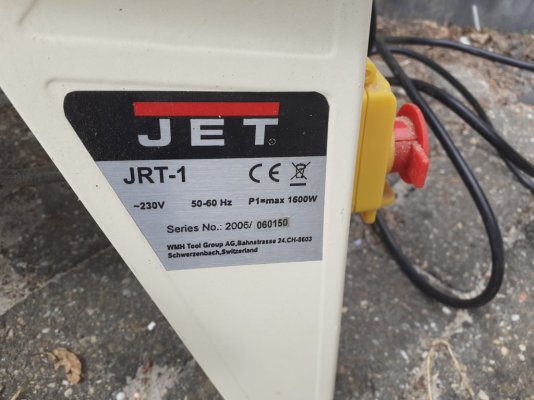 JET
JRT-1 CE
~230V 50-60 Hz P1=max 1600W
Series No.: 2006/ 060150
WMH Tool Group AG,Bahnstrasse 24,CH-8603
Schwerzenbach,Switzerland